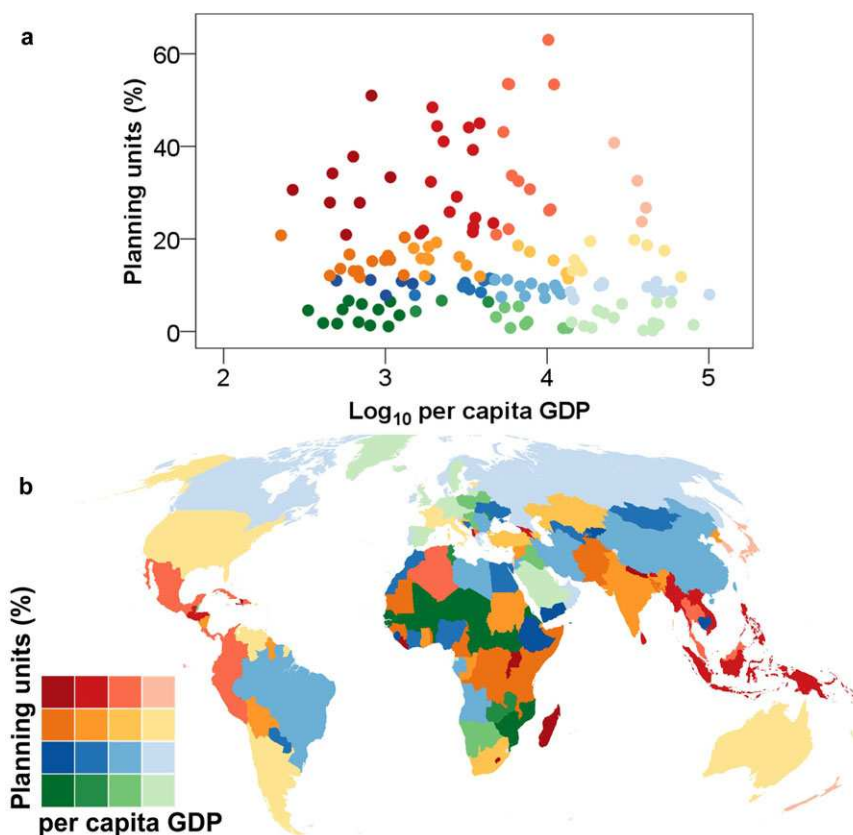 a
Planning units (%)
60
40
20
0
2
3
4
5
Log10 per capita GDP
b
Planning units (%)
per capita GDP